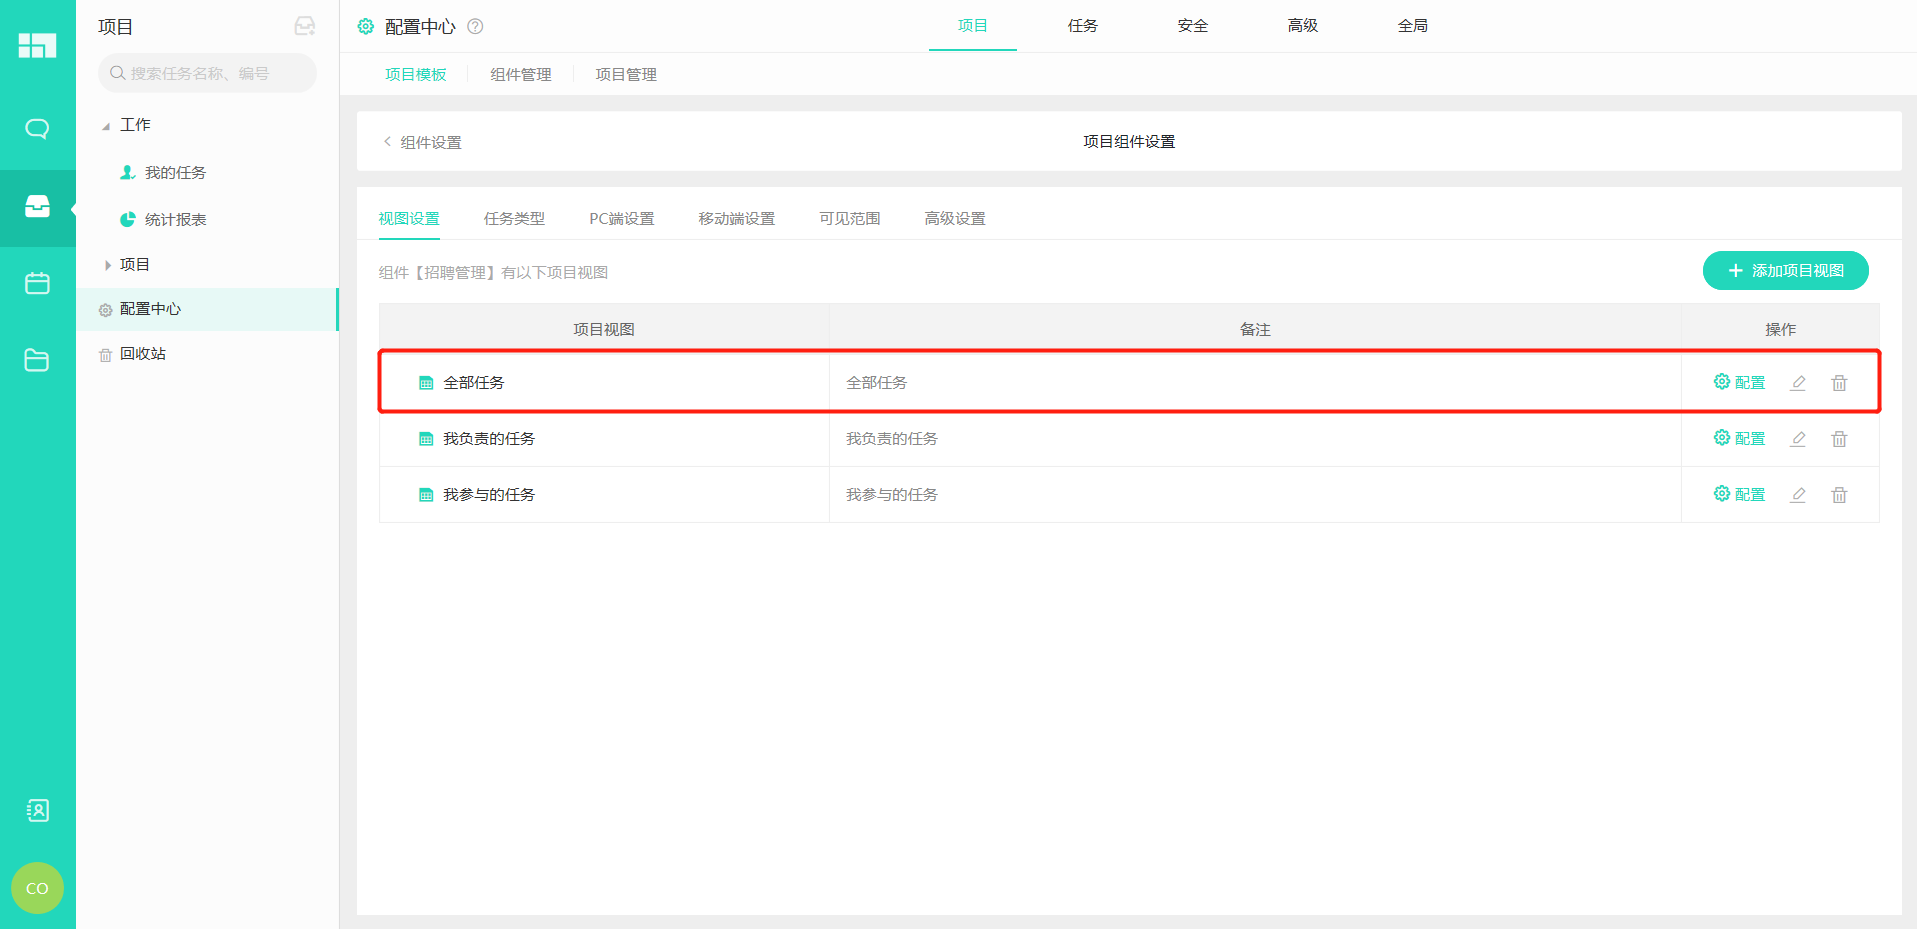 项目
搜索任务名称、编号
工作
我的任务
统计报表
项目
配置中心
回收站
CO
配置中心
项目 任务 安全 高级 全局
项目模板 组件管理 项目管理
组件设置 项目组件设置
视图设置 任务类型 PC端设置 移动端设置 可见范围 高级设置
组件【招聘管理】有以下项目视图 添加项目视图
项目视图 备注 操作
全部任务 全部任务 配置
我负责的任务 我负责的任务 配置
我参与的任务 我参与的任务 配置